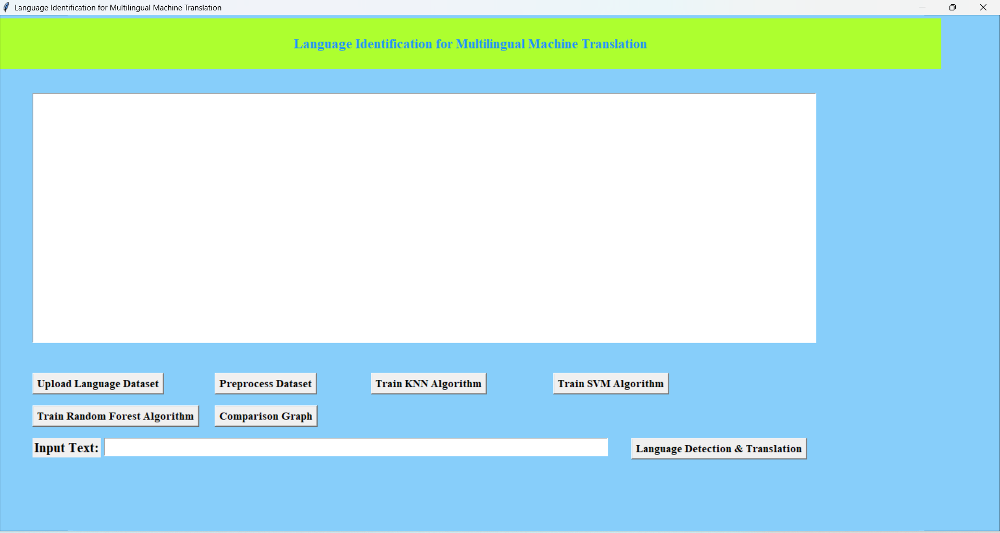 Language Identification for Multilingual Machine Translation
Language Identification for Multilingual Machine Translation
Upload Language Dataset
Preprocess Dataset
Train KNN Algorithm
Train SVM Algorithm
Train Random Forest Algorithm
Comparison Graph
Input Text:
Language Detection & Translation